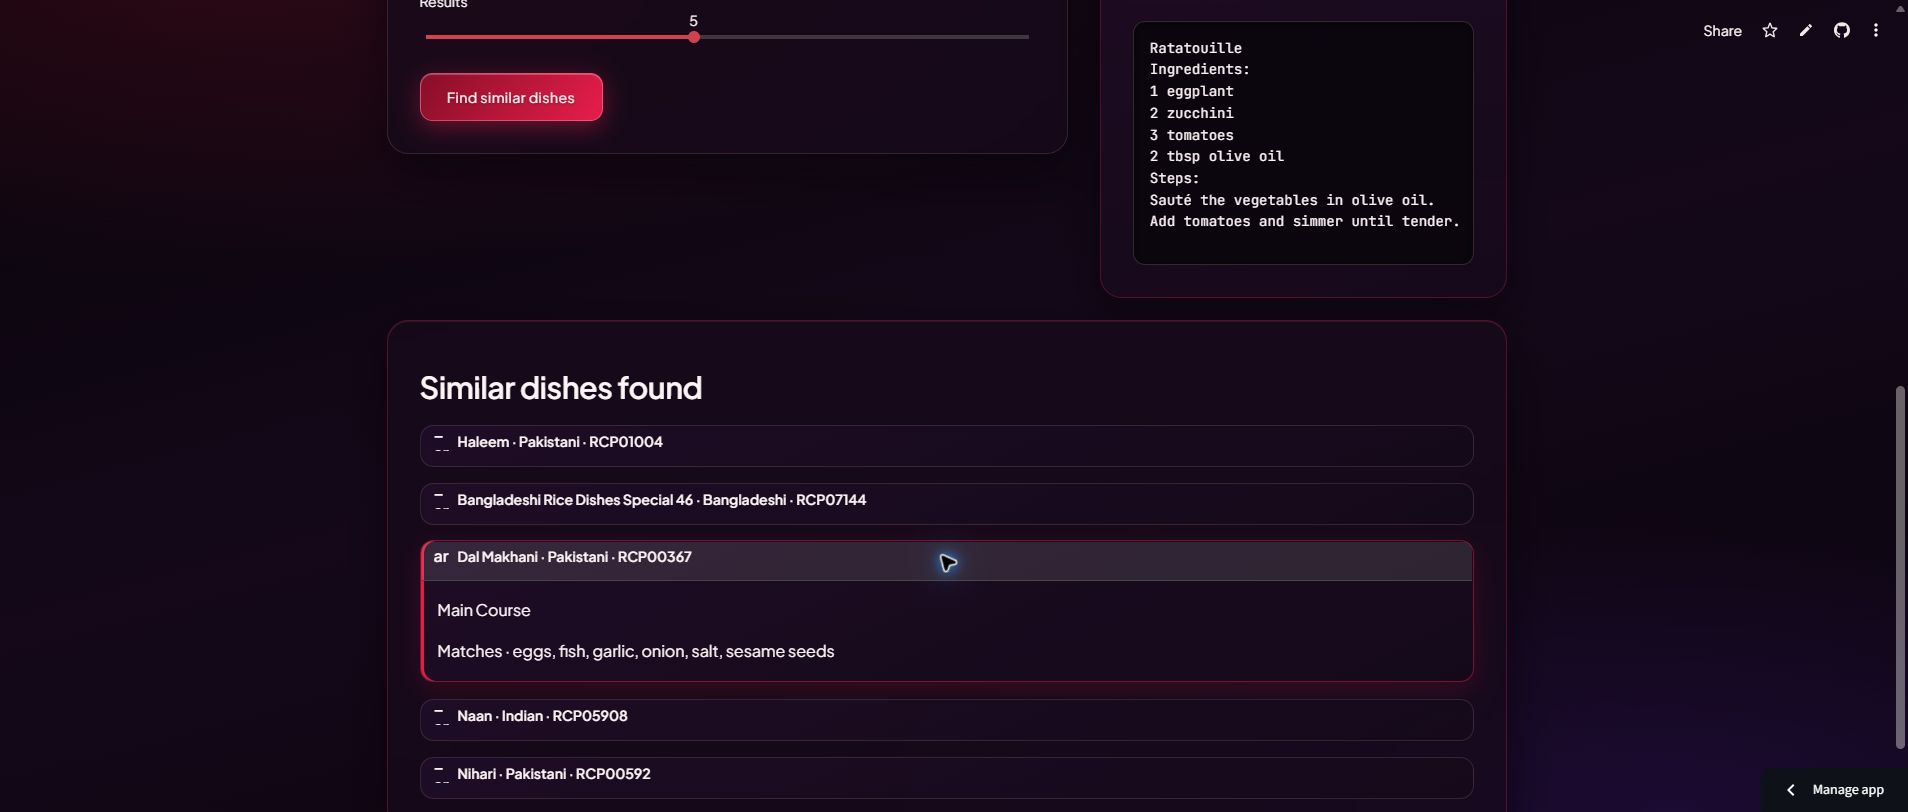 Results
5
Find similar dishes
Share
Ratatouille
Ingredients:
1 eggplant
2 zucchini
3 tomatoes
2 tbsp olive oil
Steps:
Sauté the vegetables in olive oil.
Add tomatoes and simmer until tender.
Similar dishes found
Haleem · Pakistani · RCP01004
Bangladeshi Rice Dishes Special 46 · Bangladeshi · RCP07144
ar Dal Makhani · Pakistani · RCP00367
Main Course
Matches · eggs, fish, garlic, onion, salt, sesame seeds
Naan · Indian · RCP05908
Nihari · Pakistani · RCP00592
Manage app